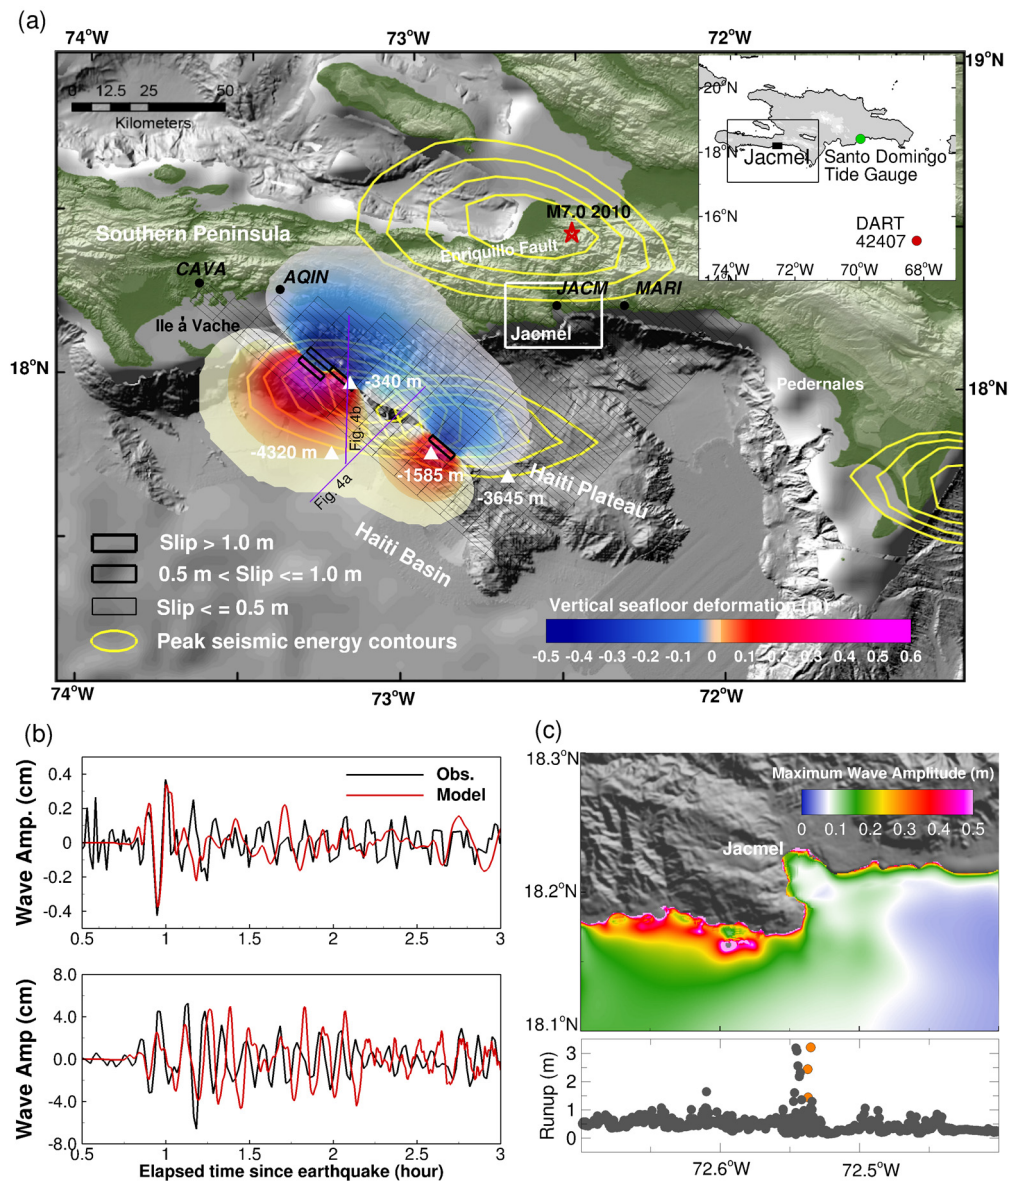 (a)
74°W
73°W
72°W
19°N
0 12.5 25 50
Kilometers
20°N
18°N
16°N
14°N
74°W 72°W 70°W 68°W
Jacmel
Santo Domingo
Tide Gauge
DART
42407
M7.0 2010
Enriquillo Fault
Southern Peninsula
CAVA
AQIN
JACM
MARI
Ile à Vache
Jacmel
18°N
18°N
Pedernales
-340 m
Fig. 4b
-4320 m
-1585 m
Fig. 4a
-3645 m
Haiti Plateau
Haiti Basin
Slip > 1.0 m
0.5 m < Slip <= 1.0 m
Slip <= 0.5 m
Peak seismic energy contours
Vertical seafloor deformation (m)
-0.5 -0.4 -0.3 -0.2 -0.1 0 0.1 0.2 0.3 0.4 0.5 0.6
74°W
73°W
72°W
(b)
Wave Amp. (cm)
0.4
0.2
0
-0.2
-0.4
Obs.
Model
0.5 1 1.5 2 2.5 3
Wave Amp (cm)
8.0
4.0
0.0
-4.0
-8.0
0.5 1 1.5 2 2.5 3
Elapsed time since earthquake (hour)
(c)
18.3°N
18.2°N
18.1°N
Maximum Wave Amplitude (m)
0 0.1 0.2 0.3 0.4 0.5
Jacmel
Runup (m)
3
2
1
0
72.6°W
72.5°W